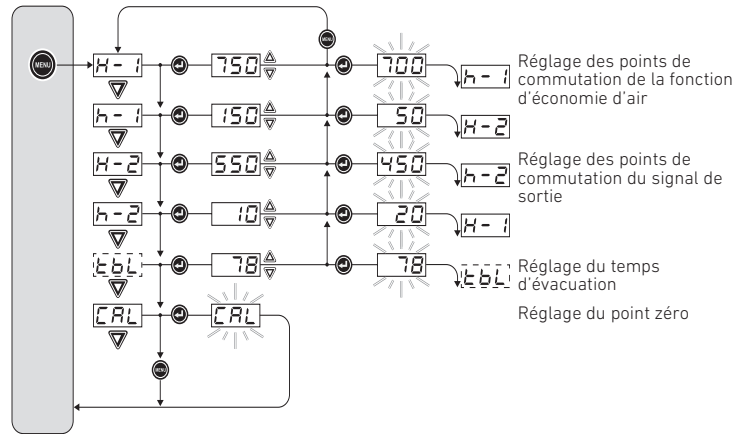 MENU
MENU H-1 750 700 h-1 Réglage des points de
commutation de la fonction
d'économie d'air
h-1 150 50 H-2
H-2 550 450 h-2 Réglage des points de
commutation du signal de
sortie
h-2 10 20 H-1
tbL 78 78 tbL Réglage du temps
d'évacuation
CAL CAL Réglage du point zéro
MENU